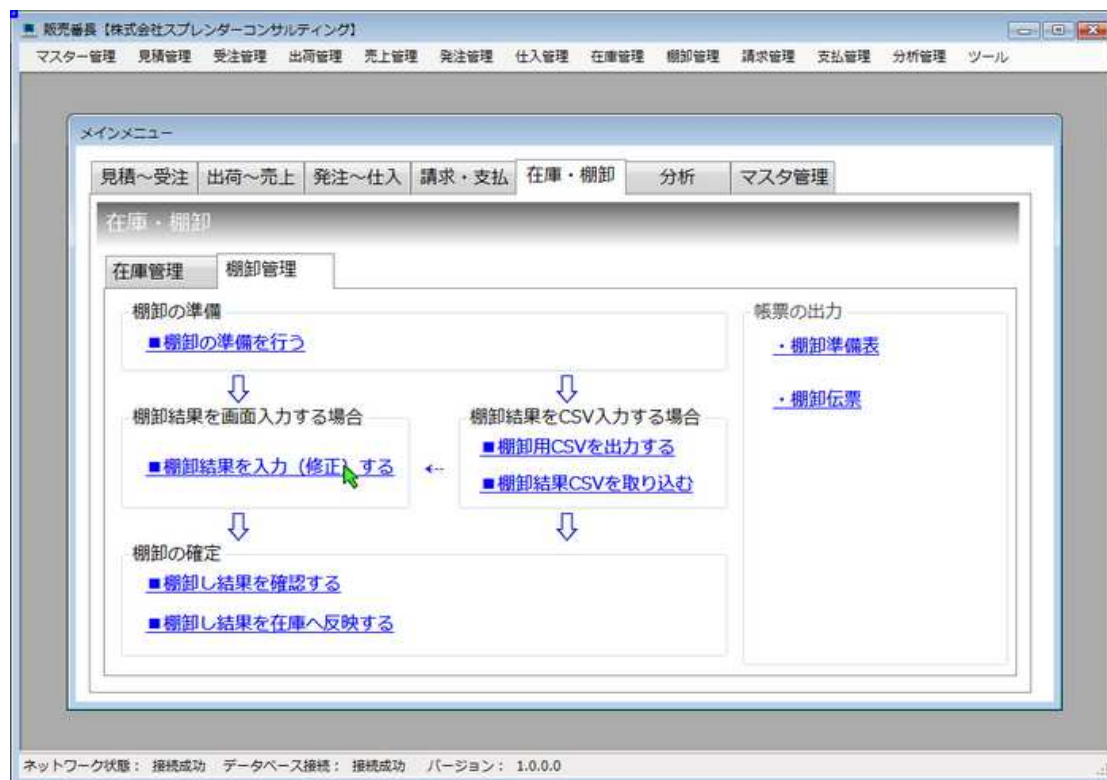 販売番長【株式会社スプレンダーコンサルティング】
マスター管理 見積管理 受注管理 出荷管理 売上管理 発注管理 仕入管理 在庫管理 棚卸管理 請求管理 支払管理 分析管理 ツール
メインメニュー
見積～受注 出荷～売上 発注～仕入 請求・支払 在庫・棚卸 分析 マスタ管理
在庫・棚卸
在庫管理 棚卸管理
棚卸の準備
■棚卸の準備を行う
棚卸結果を画面入力する場合
■棚卸結果を入力（修正）する
棚卸結果をCSV入力する場合
■棚卸用CSVを出力する
■棚卸結果CSVを取り込む
棚卸の確定
■棚卸し結果を確認する
■棚卸し結果を在庫へ反映する
帳票の出力
・棚卸準備表
・棚卸伝票
ネットワーク状態： 接続成功 データベース接続： 接続成功 バージョン： 1.0.0.0